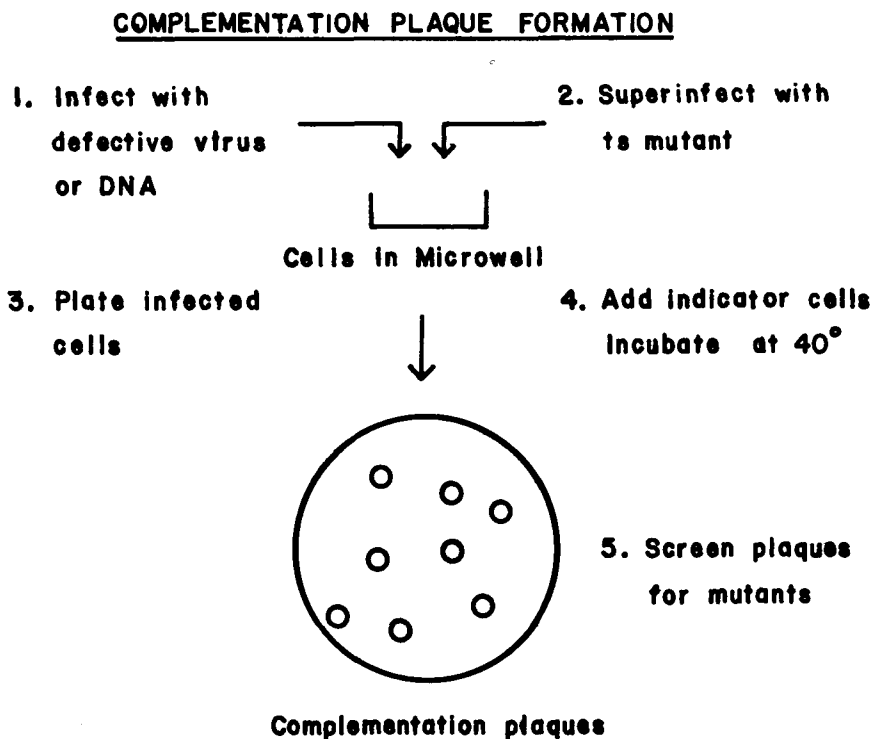 COMPLEMENTATION PLAQUE FORMATION
1. Infect with
defective virus
or DNA
2. Superinfect with
ts mutant
Cells in Microwell
3. Plate infected
cells
4. Add indicator cells
Incubate at 40°
5. Screen plaques
for mutants
Complementation plaques